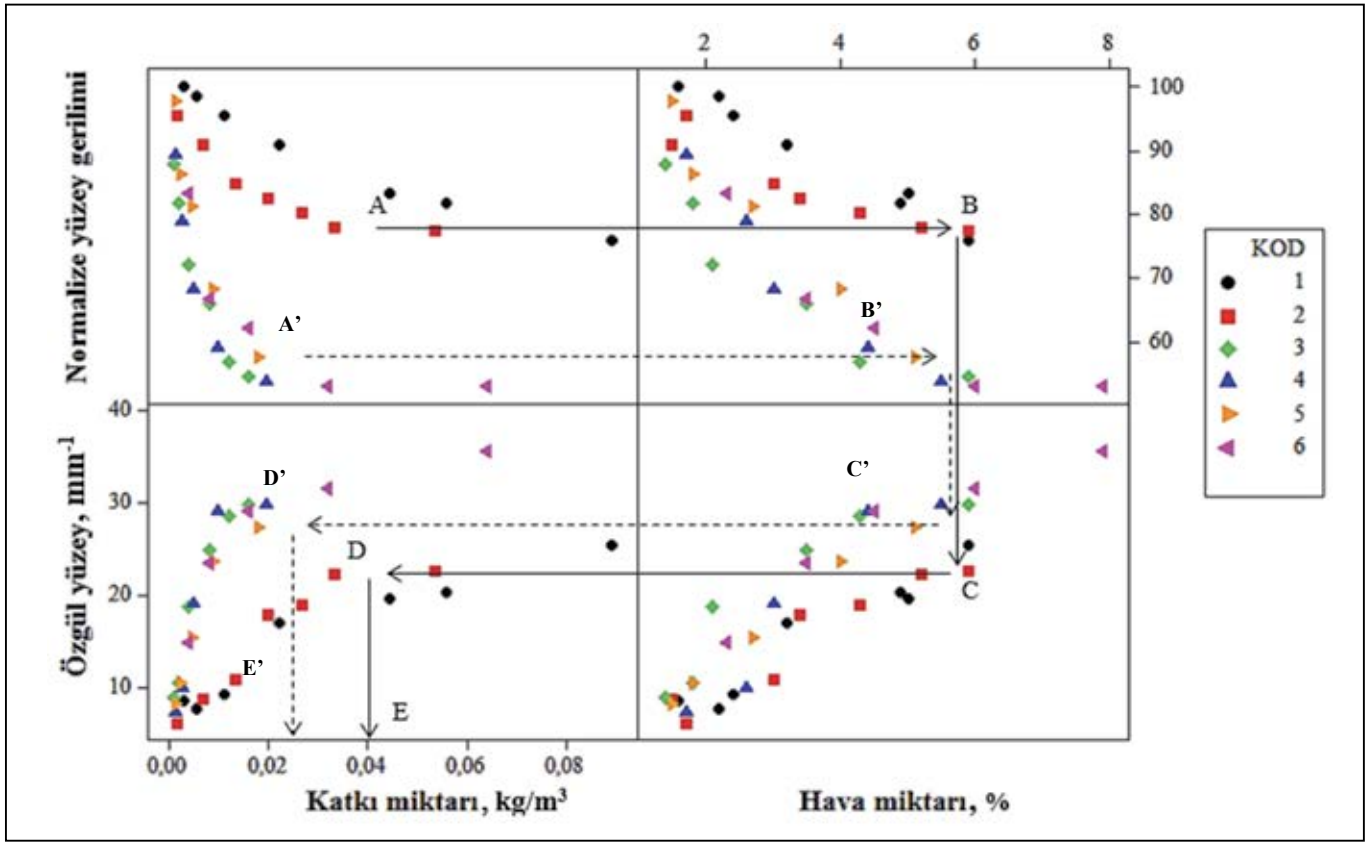 2 4 6 8
Normalize yüzey gerilimi
100
90
80
70
60
A
B
A’
B’
KOD
1
2
3
4
5
6
Özgül yüzey, mm-1
40
30
20
10
D’
C’
D
C
E’
E
0,00 0,02 0,04 0,06 0,08
Katkı miktarı, kg/m3
Hava miktarı, %